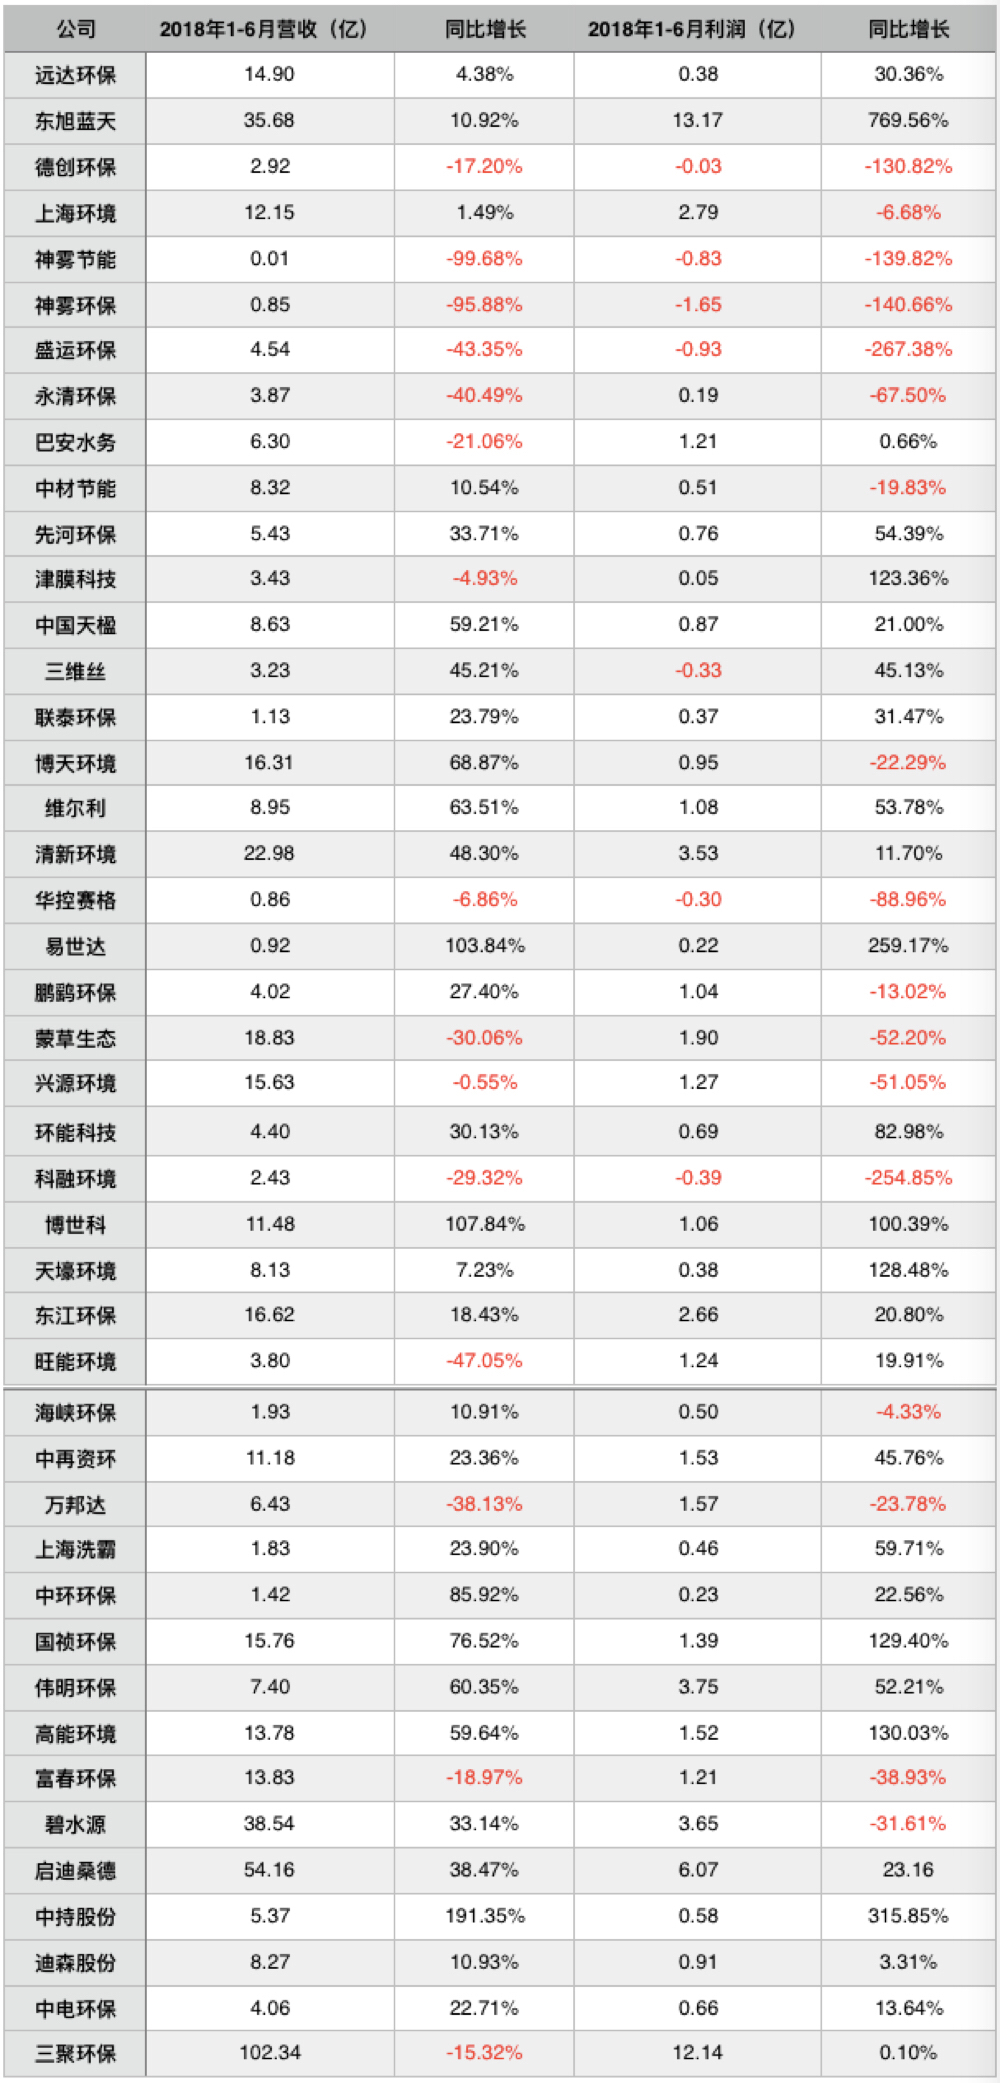 公司 2018年1-6月营收（亿） 同比增长 2018年1-6月利润（亿） 同比增长
远达环保 14.90 4.38% 0.38 30.36%
东旭蓝天 35.68 10.92% 13.17 769.56%
德创环保 2.92 -17.20% -0.03 -130.82%
上海环境 12.15 1.49% 2.79 -6.68%
神雾节能 0.01 -99.68% -0.83 -139.82%
神雾环保 0.85 -95.88% -1.65 -140.66%
盛运环保 4.54 -43.35% -0.93 -267.38%
永清环保 3.87 -40.49% 0.19 -67.50%
巴安水务 6.30 -21.06% 1.21 0.66%
中材节能 8.32 10.54% 0.51 -19.83%
先河环保 5.43 33.71% 0.76 54.39%
津膜科技 3.43 -4.93% 0.05 123.36%
中国天楹 8.63 59.21% 0.87 21.00%
三维丝 3.23 45.21% -0.33 45.13%
联泰环保 1.13 23.79% 0.37 31.47%
博天环境 16.31 68.87% 0.95 -22.29%
维尔利 8.95 63.51% 1.08 53.78%
清新环境 22.98 48.30% 3.53 11.70%
华控赛格 0.86 -6.86% -0.30 -88.96%
易世达 0.92 103.84% 0.22 259.17%
鹏鹞环保 4.02 27.40% 1.04 -13.02%
蒙草生态 18.83 -30.06% 1.90 -52.20%
兴源环境 15.63 -0.55% 1.27 -51.05%
环能科技 4.40 30.13% 0.69 82.98%
科融环境 2.43 -29.32% -0.39 -254.85%
博世科 11.48 107.84% 1.06 100.39%
天壕环境 8.13 7.23% 0.38 128.48%
东江环保 16.62 18.43% 2.66 20.80%
旺能环境 3.80 -47.05% 1.24 19.91%
海峡环保 1.93 10.91% 0.50 -4.33%
中再资环 11.18 23.36% 1.53 45.76%
万邦达 6.43 -38.13% 1.57 -23.78%
上海洗霸 1.83 23.90% 0.46 59.71%
中环环保 1.42 85.92% 0.23 22.56%
国祯环保 15.76 76.52% 1.39 129.40%
伟明环保 7.40 60.35% 3.75 52.21%
高能环境 13.78 59.64% 1.52 130.03%
富春环保 13.83 -18.97% 1.21 -38.93%
碧水源 38.54 33.14% 3.65 -31.61%
启迪桑德 54.16 38.47% 6.07 23.16
中持股份 5.37 191.35% 0.58 315.85%
迪森股份 8.27 10.93% 0.91 3.31%
中电环保 4.06 22.71% 0.66 13.64%
三聚环保 102.34 -15.32% 12.14 0.10%